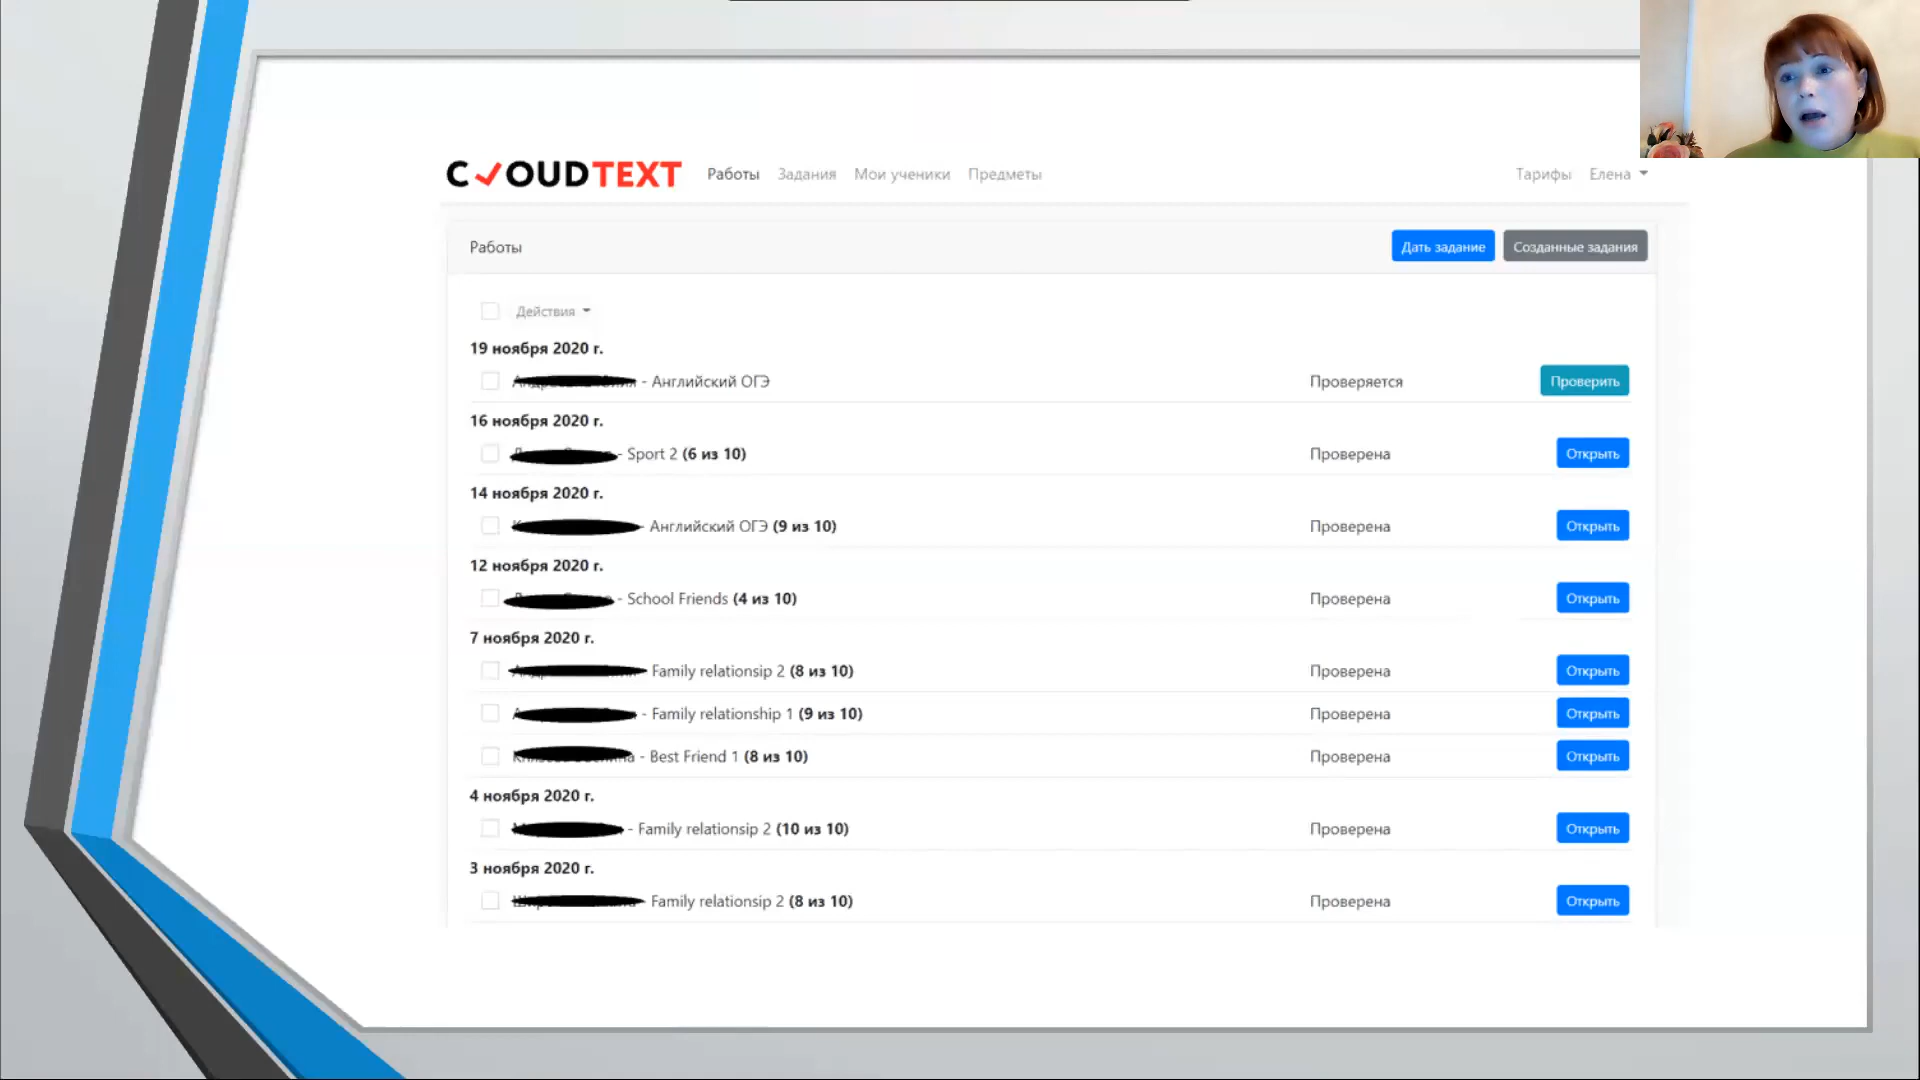 CLOUDTEXT Работы Задания Мои ученики Предметы Тарифы Елена
Работы Дать задание Созданные задания
Действия
19 ноября 2020 г.
- Английский ОГЭ Проверяется Проверить
16 ноября 2020 г.
- Sport 2 (6 из 10) Проверена Открыть
14 ноября 2020 г.
- Английский ОГЭ (9 из 10) Проверена Открыть
12 ноября 2020 г.
- School Friends (4 из 10) Проверена Открыть
7 ноября 2020 г.
Family relationsip 2 (8 из 10) Проверена Открыть
- Family relationship 1 (9 из 10) Проверена Открыть
- Best Friend 1 (8 из 10) Проверена Открыть
4 ноября 2020 г.
- Family relationsip 2 (10 из 10) Проверена Открыть
3 ноября 2020 г.
Family relationsip 2 (8 из 10) Проверена Открыть